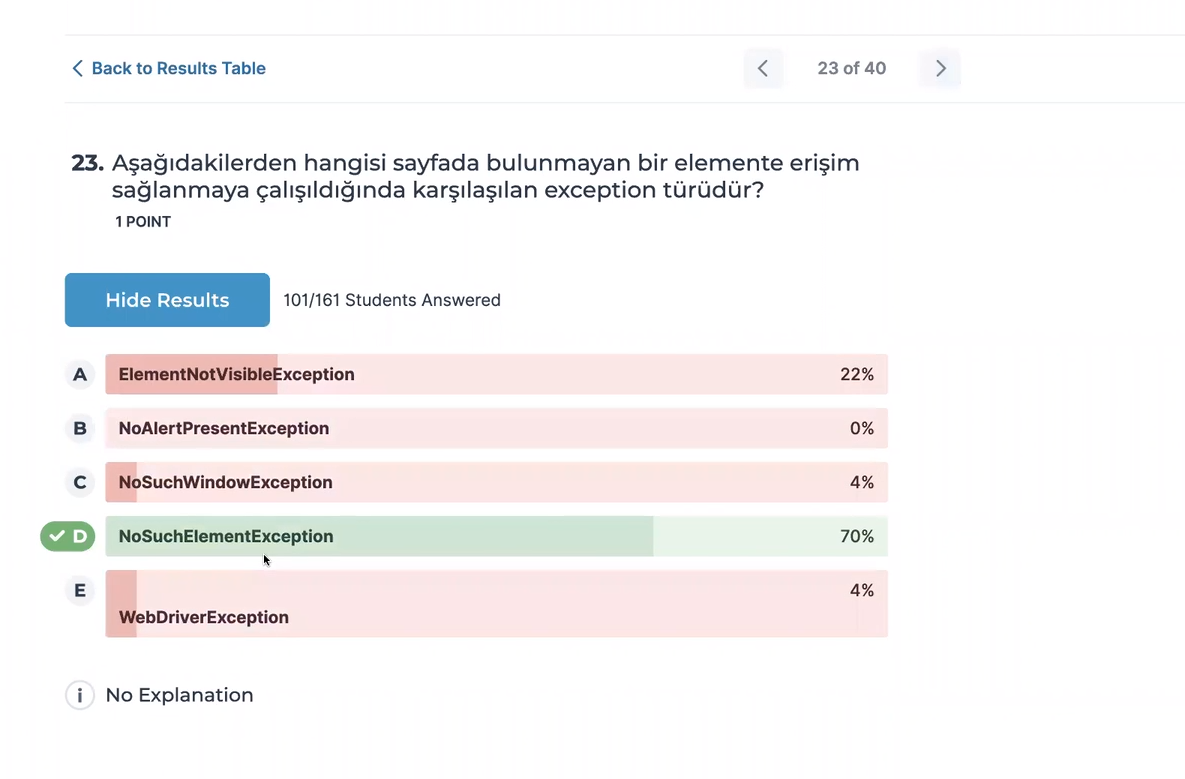 Back to Results Table
23 of 40
23. Aşağıdakilerden hangisi sayfada bulunmayan bir elemente erişim
sağlanmaya çalışıldığında karşılaşılan exception türüdür?
1 POINT
Hide Results 101/161 Students Answered
A ElementNotVisibleException 22%
B NoAlertPresentException 0%
C NoSuchWindowException 4%
D NoSuchElementException 70%
E 4%
WebDriverException
i No Explanation